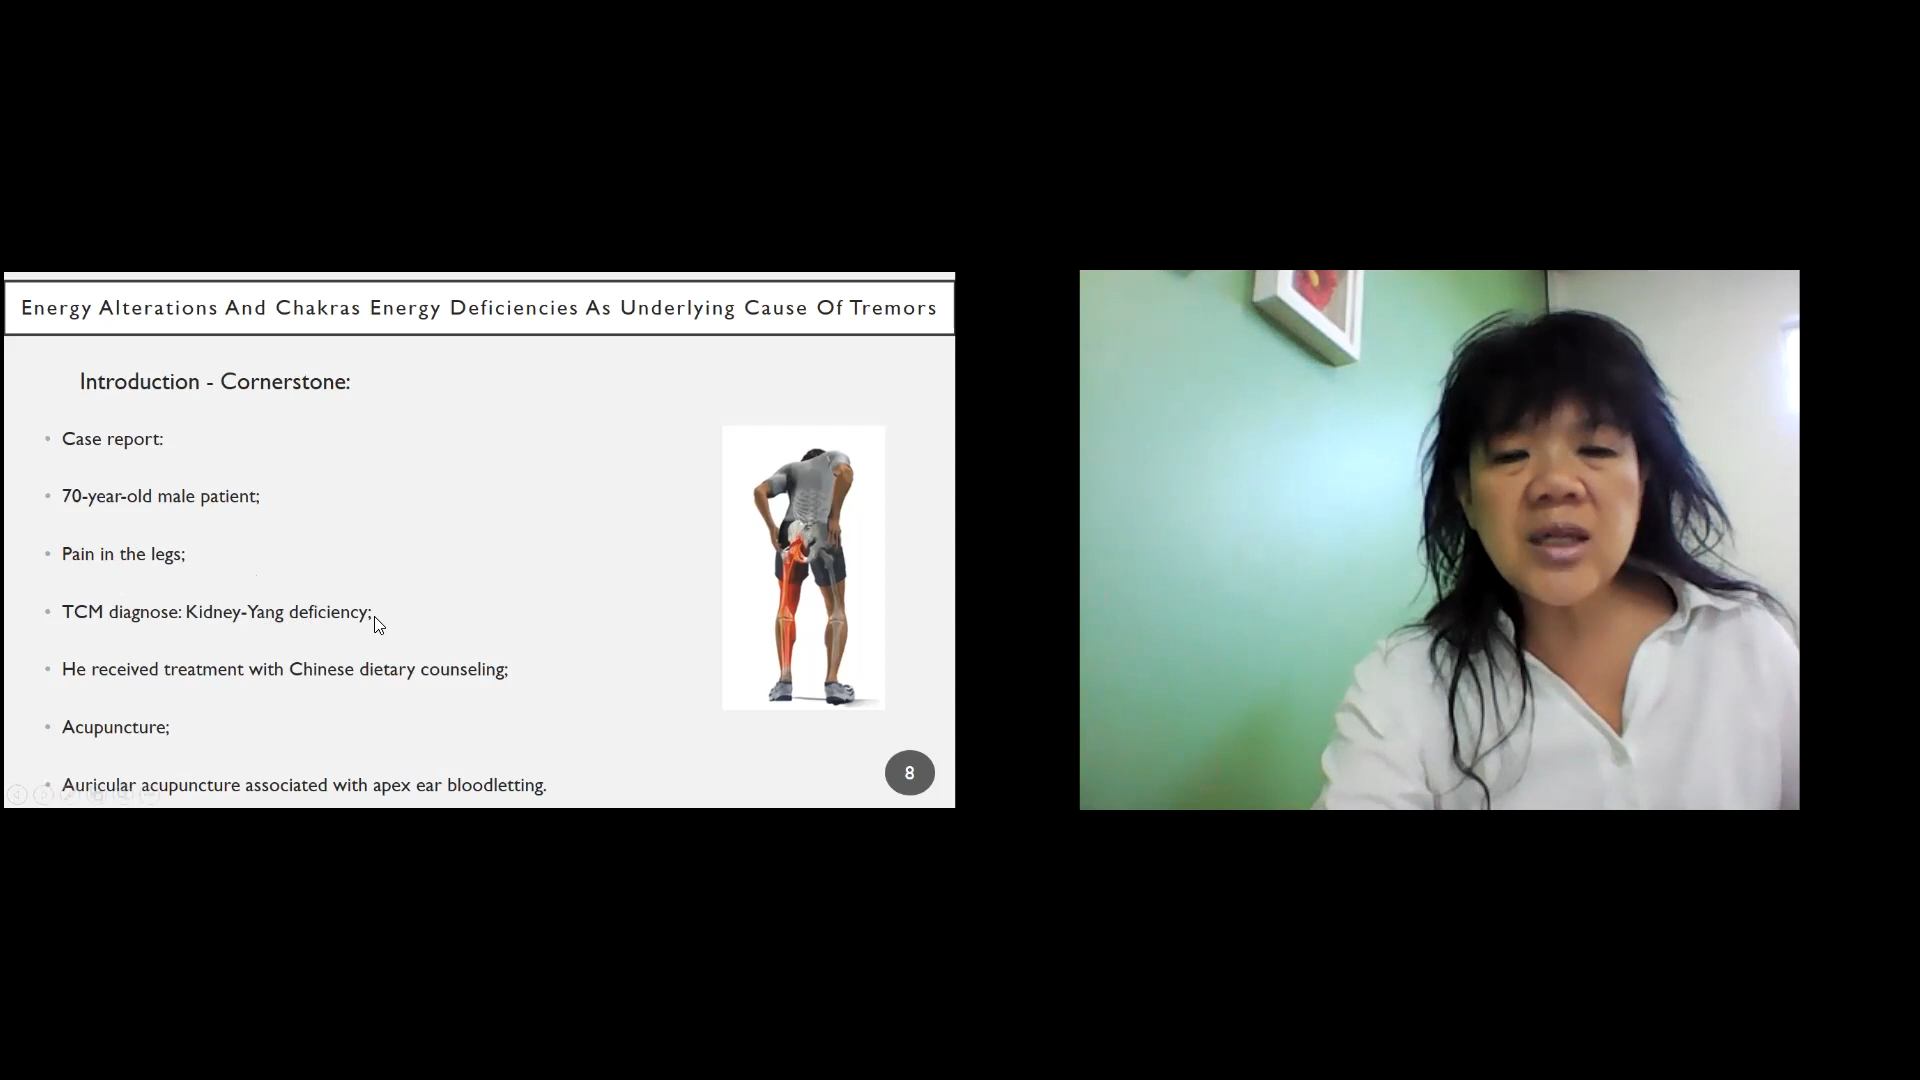 Energy Alterations And Chakras Energy Deficiencies As Underlying Cause Of Tremors
Introduction - Cornerstone:
• Case report:
• 70-year-old male patient;
• Pain in the legs;
• TCM diagnose: Kidney-Yang deficiency;
• He received treatment with Chinese dietary counseling;
• Acupuncture;
• Auricular acupuncture associated with apex ear bloodletting.
8